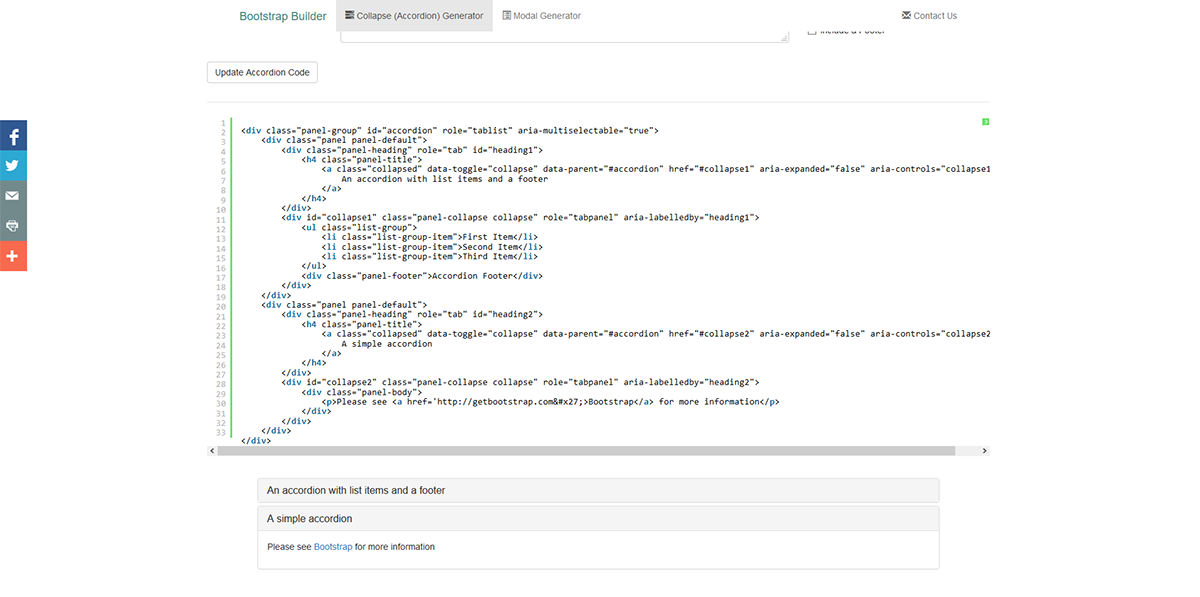 Bootstrap Builder
Collapse (Accordion) Generator
Modal Generator
Contact Us
Include a Footer
Update Accordion Code
1
2 <div class="panel-group" id="accordion" role="tablist" aria-multiselectable="true">
3 <div class="panel panel-default">
4 <div class="panel-heading" role="tab" id="heading1">
5 <h4 class="panel-title">
6 <a class="collapsed" data-toggle="collapse" data-parent="#accordion" href="#collapse1" aria-expanded="false" aria-controls="collapse1
7 An accordion with list items and a footer
8 </a>
9 </h4>
10 </div>
11 <div id="collapse1" class="panel-collapse collapse" role="tabpanel" aria-labelledby="heading1">
12 <ul class="list-group">
13 <li class="list-group-item">First Item</li>
14 <li class="list-group-item">Second Item</li>
15 <li class="list-group-item">Third Item</li>
16 </ul>
17 <div class="panel-footer">Accordion Footer</div>
18 </div>
19 </div>
20 <div class="panel panel-default">
21 <div class="panel-heading" role="tab" id="heading2">
22 <h4 class="panel-title">
23 <a class="collapsed" data-toggle="collapse" data-parent="#accordion" href="#collapse2" aria-expanded="false" aria-controls="collapse2
24 A simple accordion
25 </a>
26 </h4>
27 </div>
28 <div id="collapse2" class="panel-collapse collapse" role="tabpanel" aria-labelledby="heading2">
29 <div class="panel-body">
30 <p>Please see <a href='http://getbootstrap.com&#x27;>Bootstrap</a> for more information</p>
31 </div>
32 </div>
33 </div>
</div>
An accordion with list items and a footer
A simple accordion
Please see Bootstrap for more information